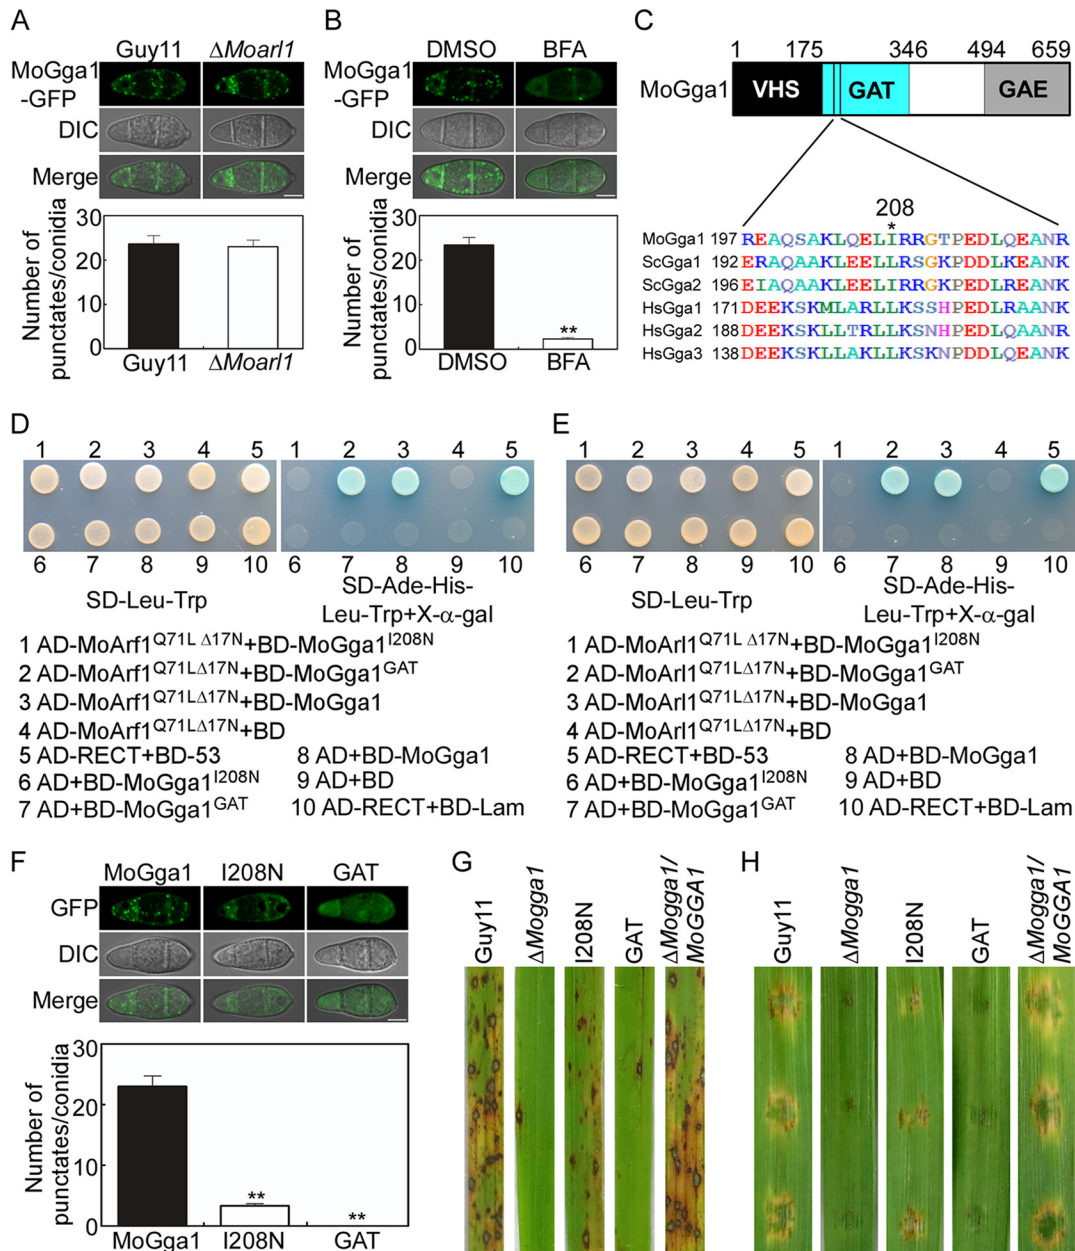 A
Guy11 ΔMoarl1
MoGga1
-GFP
DIC
Merge
Number of
punctates/conidia
30
20
10
0
Guy11 ΔMoarl1
B
DMSO BFA
MoGga1
-GFP
DIC
Merge
Number of
punctates/conidia
30
20
10
0
**
DMSO BFA
C
1 175 346 494 659
MoGga1 VHS GAT GAE
208
*
MoGga1 197 REAQSAKLQELIRRGTPEDLQEANR
ScGga1 192 ERAQAAKLEELLRSGKPEDLKEANK
ScGga2 196 EIAQAAKLEELIRRGKPEDLREANK
HsGga1 171 DEEKSKMLARLLKSSHPEDLRAANK
HsGga2 188 DEEKSKLLTRLLKSNHPEDLQAANR
HsGga3 138 DEEKSKLLAKLLKSKNPDDLQEANK
D
1 2 3 4 5 1 2 3 4 5
6 7 8 9 10 6 7 8 9 10
SD-Leu-Trp
SD-Ade-His-
Leu-Trp+X-α-gal
1 AD-MoArf1Q71L Δ17N+BD-MoGga1I208N
2 AD-MoArf1Q71LΔ17N+BD-MoGga1GAT
3 AD-MoArf1Q71LΔ17N+BD-MoGga1
4 AD-MoArf1Q71LΔ17N+BD
5 AD-RECT+BD-53 8 AD+BD-MoGga1
6 AD+BD-MoGga1I208N 9 AD+BD
7 AD+BD-MoGga1GAT 10 AD-RECT+BD-Lam
E
1 2 3 4 5 1 2 3 4 5
6 7 8 9 10 6 7 8 9 10
SD-Leu-Trp
SD-Ade-His-
Leu-Trp+X-α-gal
1 AD-MoArl1Q71LΔ17N+BD-MoGga1I208N
2 AD-MoArl1Q71LΔ17N+BD-MoGga1GAT
3 AD-MoArl1Q71LΔ17N+BD-MoGga1
4 AD-MoArl1Q71LΔ17N+BD
5 AD-RECT+BD-53 8 AD+BD-MoGga1
6 AD+BD-MoGga1I208N 9 AD+BD
7 AD+BD-MoGga1GAT 10 AD-RECT+BD-Lam
F
MoGga1 I208N GAT
GFP
DIC
Merge
Number of
punctates/conidia
30
20
10
0
** **
MoGga1 I208N GAT
G
Guy11
ΔMogga1
I208N
GAT
ΔMogga1/
MoGGA1
H
Guy11
ΔMogga1
I208N
GAT
ΔMogga1/
MoGGA1